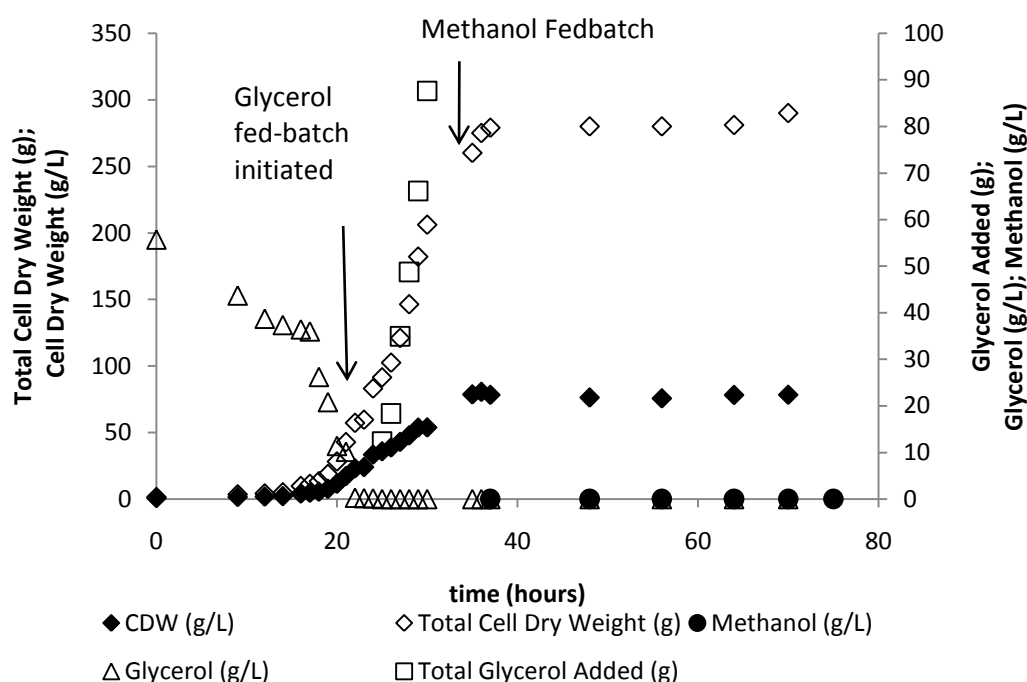 Methanol Fedbatch
Glycerol
fed-batch
initiated
Total Cell Dry Weight (g);
Cell Dry Weight (g/L)
350
300
250
200
150
100
50
0
100
90
80
70
60
50
40
30
20
10
0
Glycerol Added (g);
Glycerol (g/L); Methanol (g/L)
0 20 40 60 80
time (hours)
CDW (g/L) Total Cell Dry Weight (g) Methanol (g/L)
Glycerol (g/L) Total Glycerol Added (g)